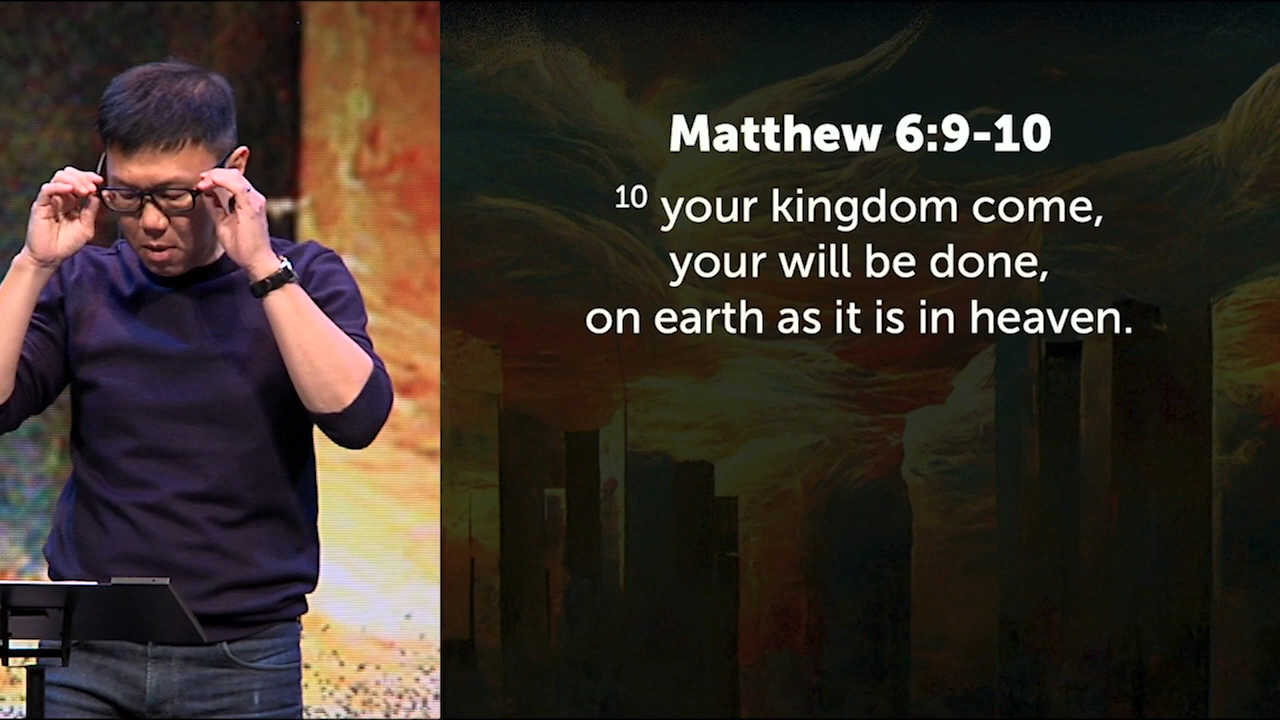 Matthew 6:9-10
10 your kingdom come,
your will be done,
on earth as it is in heaven.